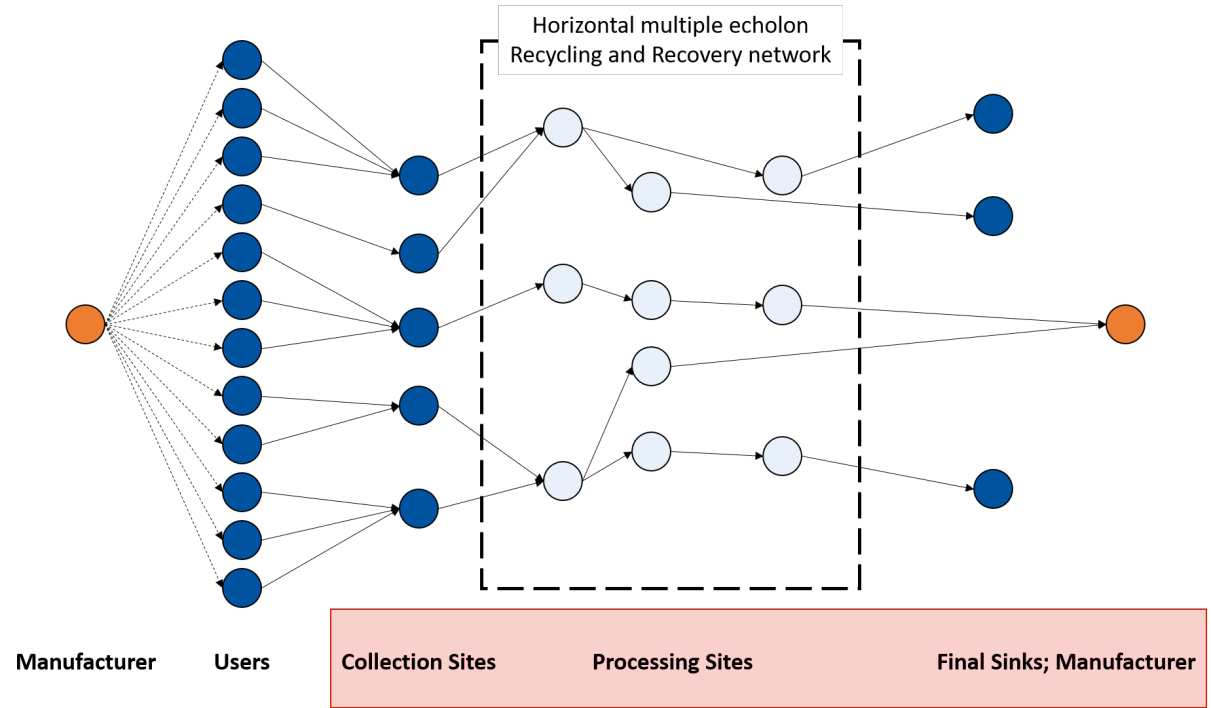 Horizontal multiple echolon
Recycling and Recovery network
Manufacturer
Users
Collection Sites
Processing Sites
Final Sinks; Manufacturer